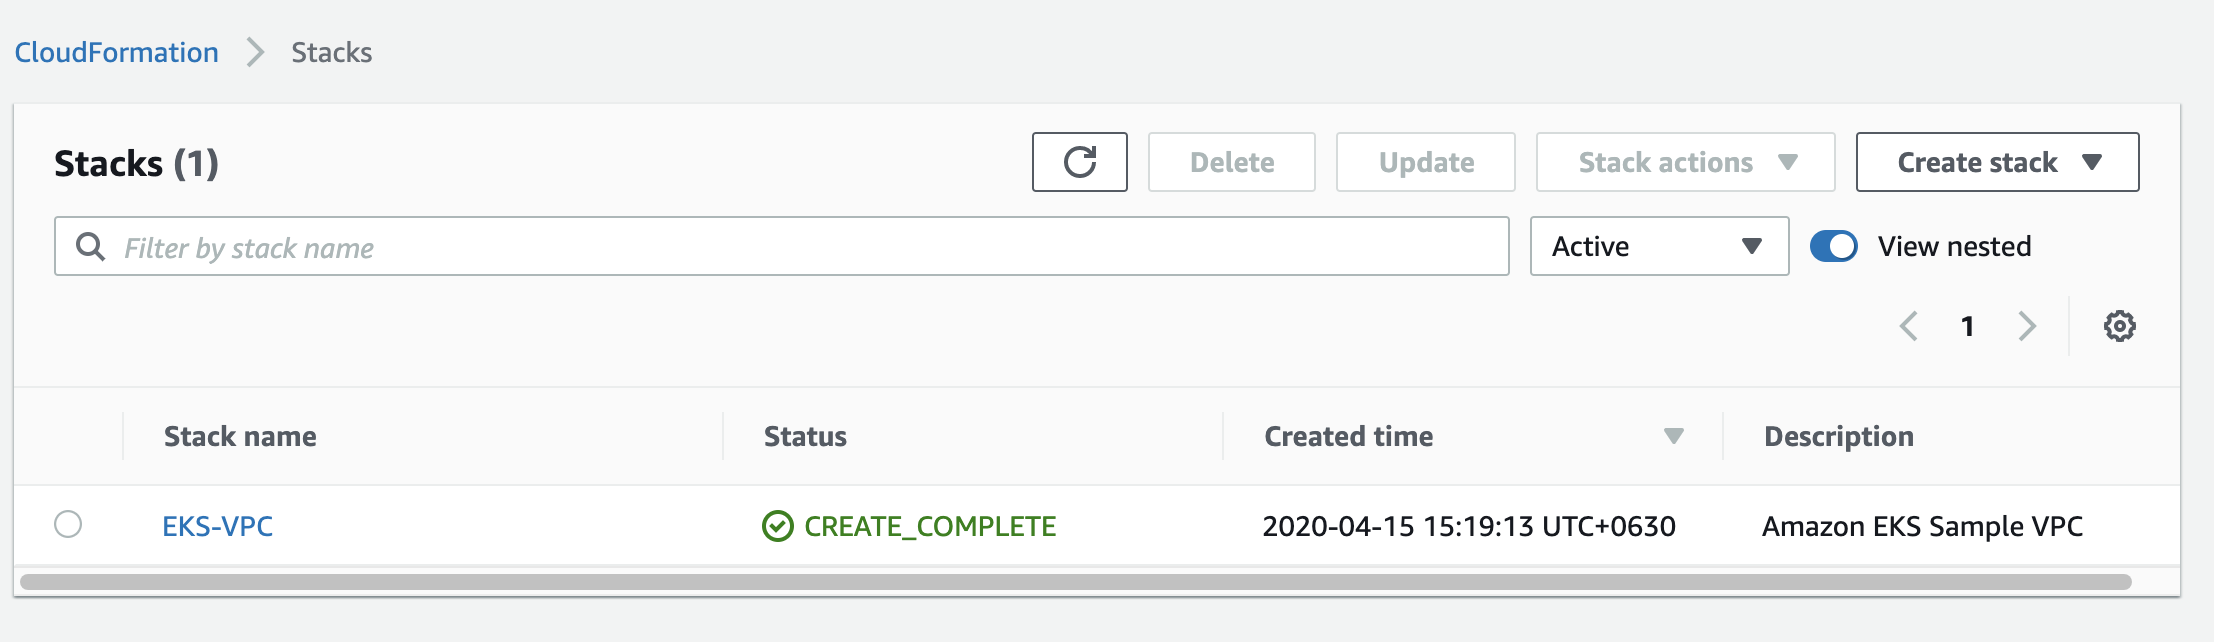 CloudFormation Stacks
Stacks (1) Delete Update Stack actions Create stack
Filter by stack name Active View nested
1
Stack name Status Created time Description
EKS-VPC CREATE_COMPLETE 2020-04-15 15:19:13 UTC+0630 Amazon EKS Sample VPC